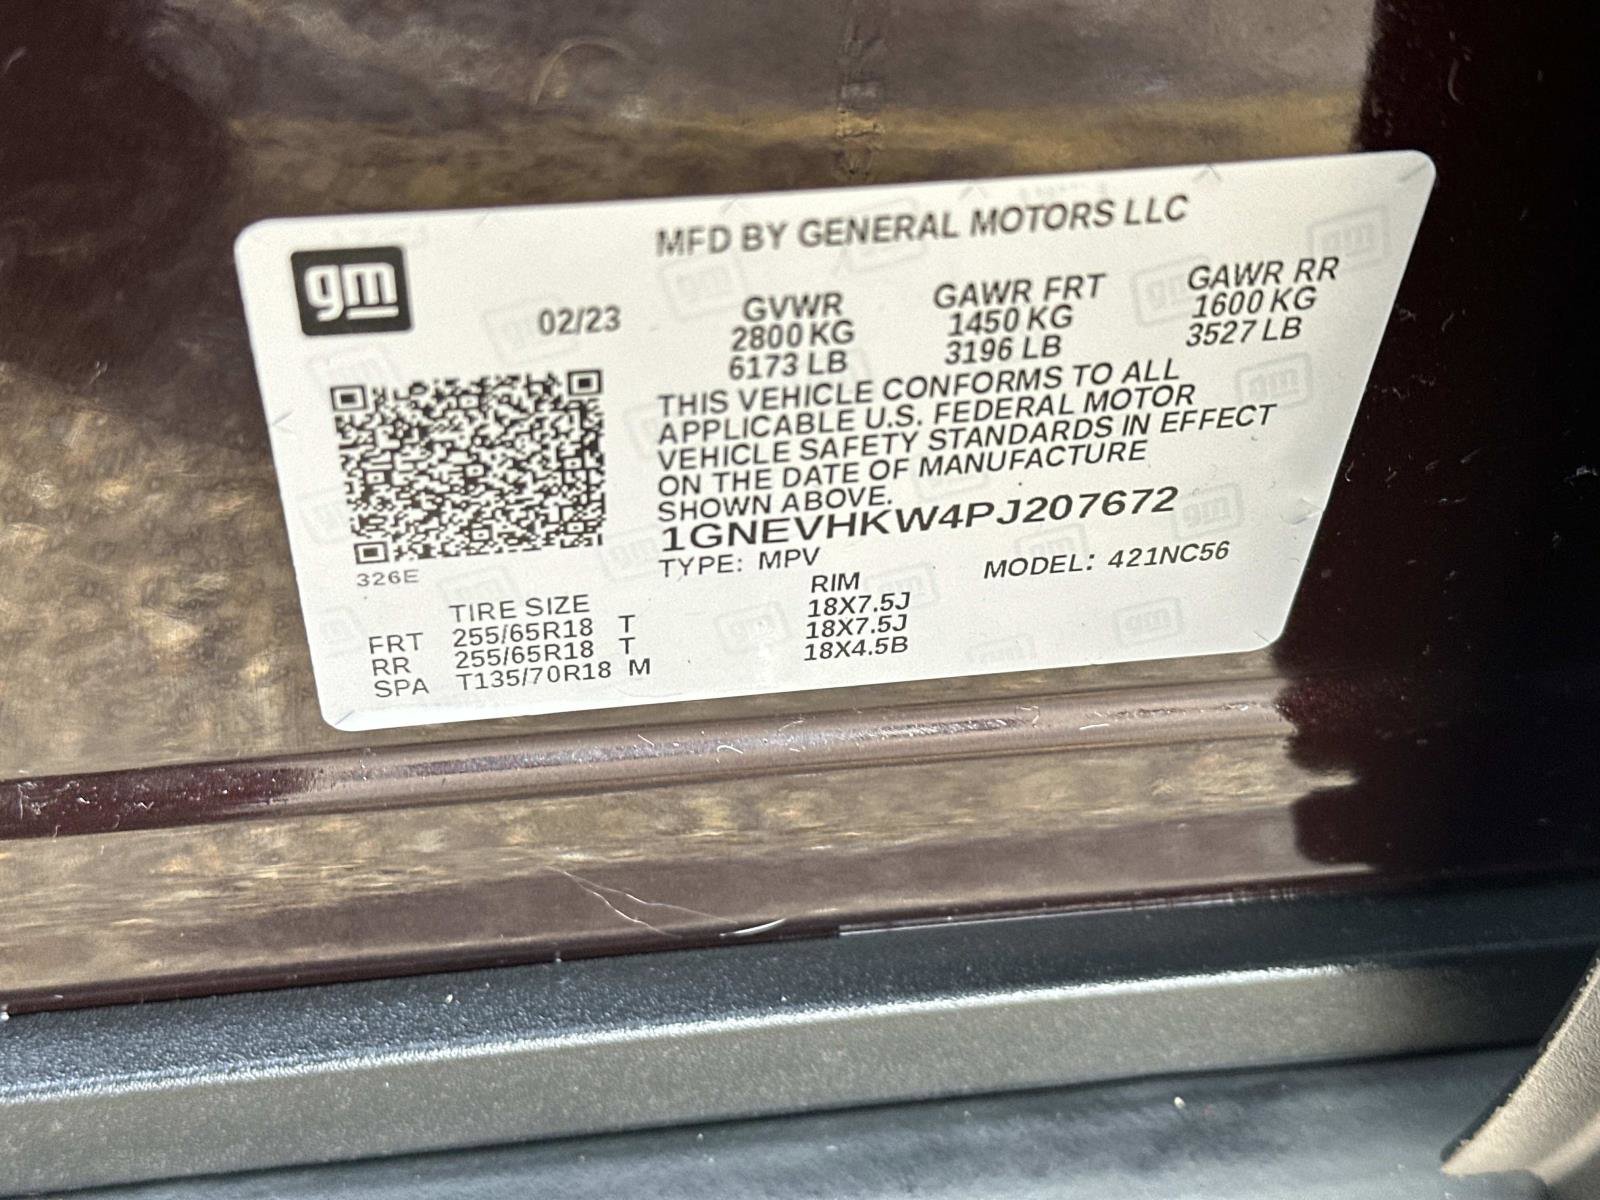 gm
MFD BY GENERAL MOTORS LLC
02/23 GVWR GAWR FRT GAWR RR
2800 KG 1450 KG 1600 KG
6173 LB 3196 LB 3527 LB
THIS VEHICLE CONFORMS TO ALL
APPLICABLE U.S. FEDERAL MOTOR
VEHICLE SAFETY STANDARDS IN EFFECT
ON THE DATE OF MANUFACTURE
SHOWN ABOVE.
1GNEVHKW4PJ207672
TYPE: MPV MODEL: 421NC56
326E
TIRE SIZE RIM
FRT 255/65R18 T 18X7.5J
RR 255/65R18 T 18X7.5J
SPA T135/70R18 M 18X4.5B